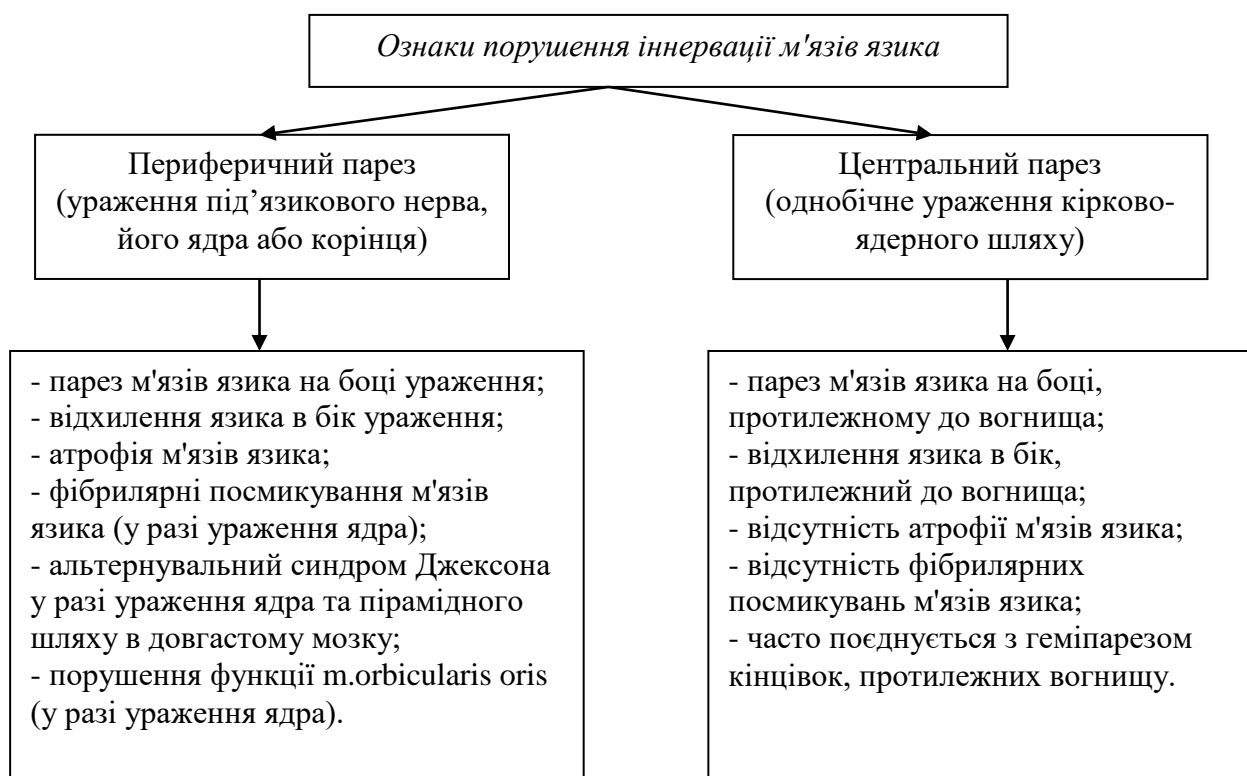 Ознаки порушення іннервації м'язів язика
Периферичний парез
(ураження під’язикового нерва,
його ядра або корінця)
Центральний парез
(однобічне ураження кірково-
ядерного шляху)
- парез м'язів язика на боці ураження;
- відхилення язика в бік ураження;
- атрофія м'язів язика;
- фібрилярні посмикування м'язів
язика (у разі ураження ядра);
- альтернувальний синдром Джексона
у разі ураження ядра та пірамідного
шляху в довгастому мозку;
- порушення функції m.orbicularis oris
(у разі ураження ядра).
- парез м'язів язика на боці,
протилежному до вогнища;
- відхилення язика в бік,
протилежний до вогнища;
- відсутність атрофії м'язів язика;
- відсутність фібрилярних
посмикувань м'язів язика;
- часто поєднується з геміпарезом
кінцівок, протилежних вогнищу.